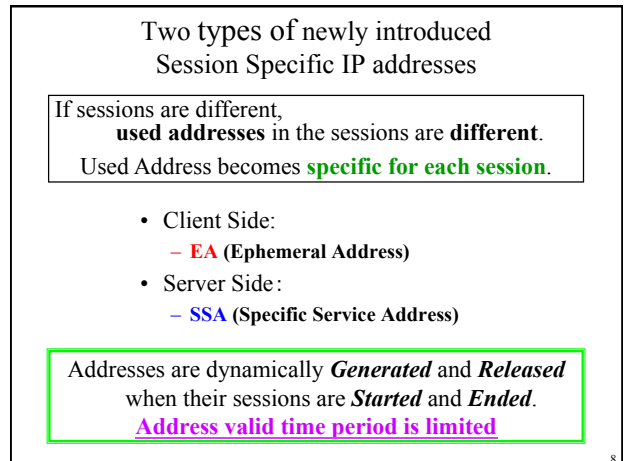 Two types of newly introduced
Session Specific IP addresses
If sessions are different,
used addresses in the sessions are different.
Used Address becomes specific for each session.
• Client Side:
– EA (Ephemeral Address)
• Server Side:
– SSA (Specific Service Address)
Addresses are dynamically Generated and Released
when their sessions are Started and Ended.
Address valid time period is limited
8